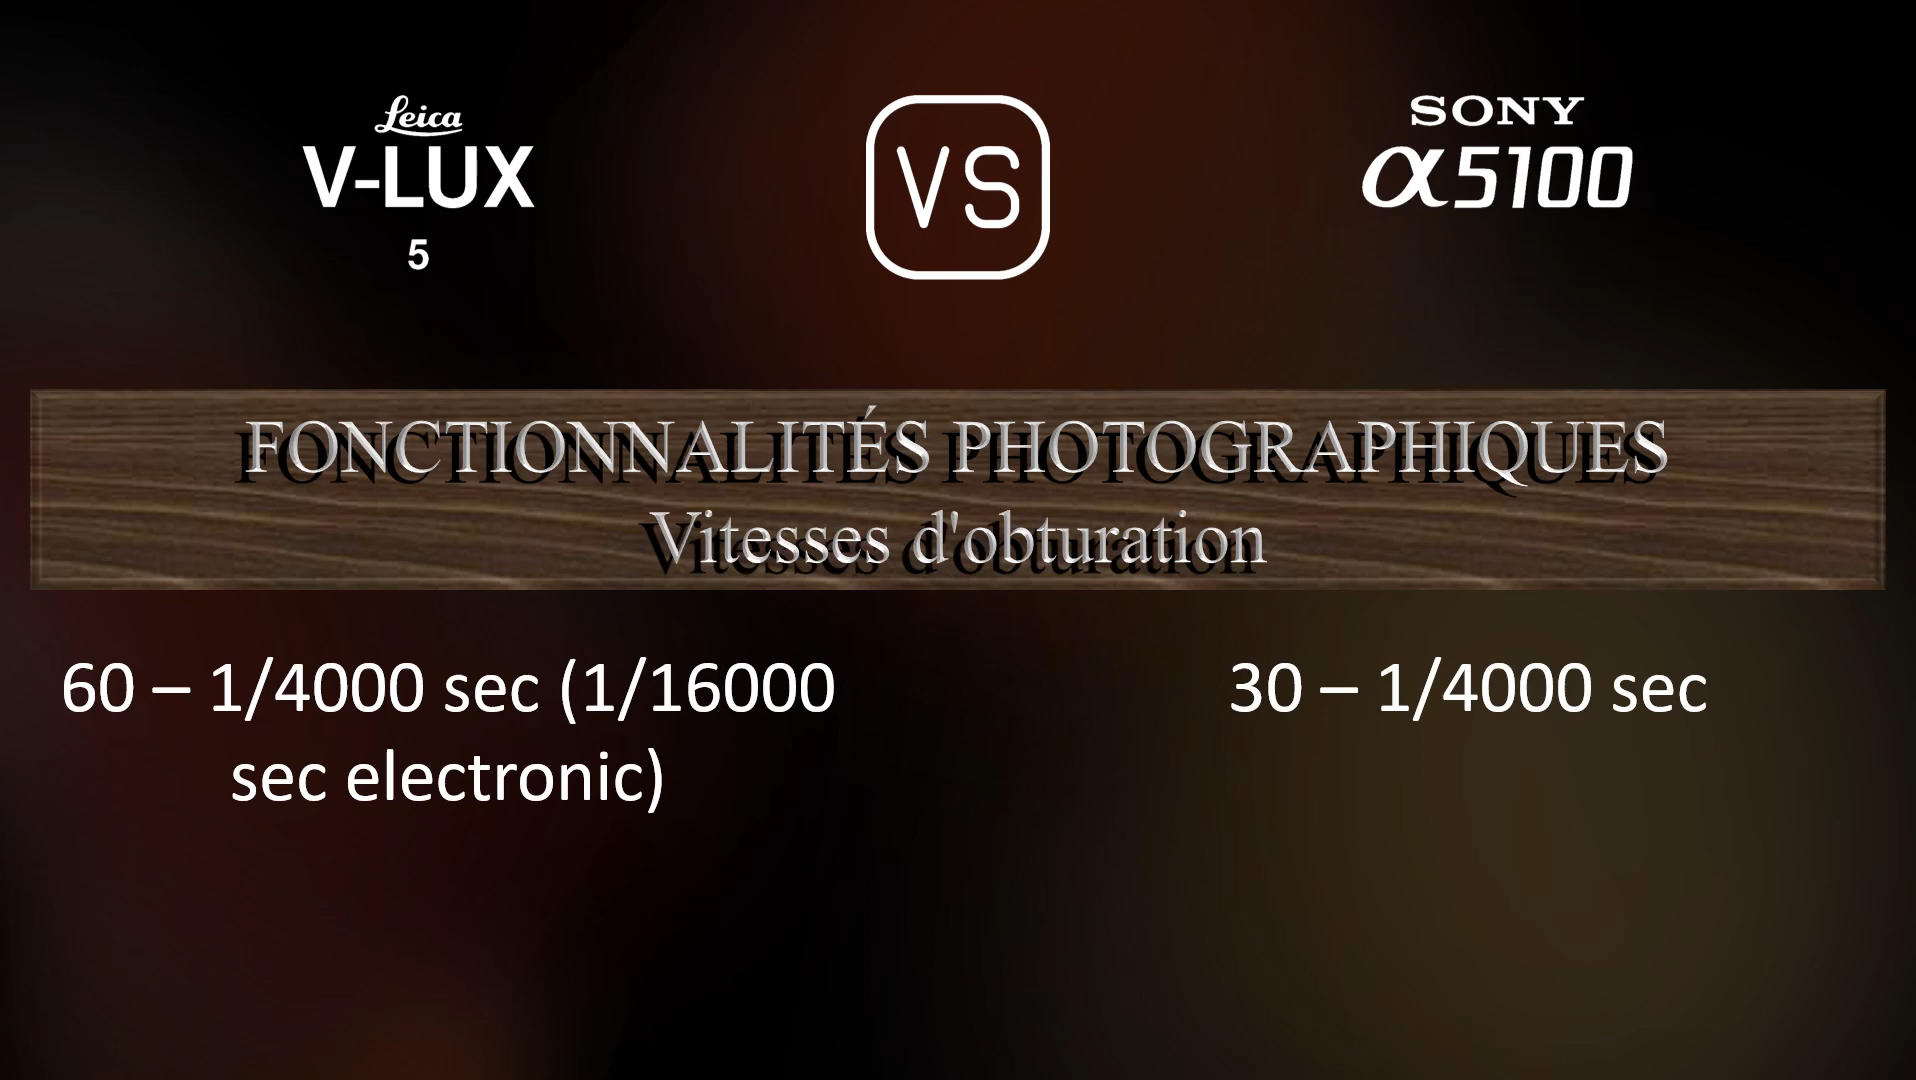 Leica
V-LUX
5
VS
SONY
α5100
FONCTIONNALITÉS PHOTOGRAPHIQUES
Vitesses d'obturation
60 – 1/4000 sec (1/16000
sec electronic)
30 – 1/4000 sec